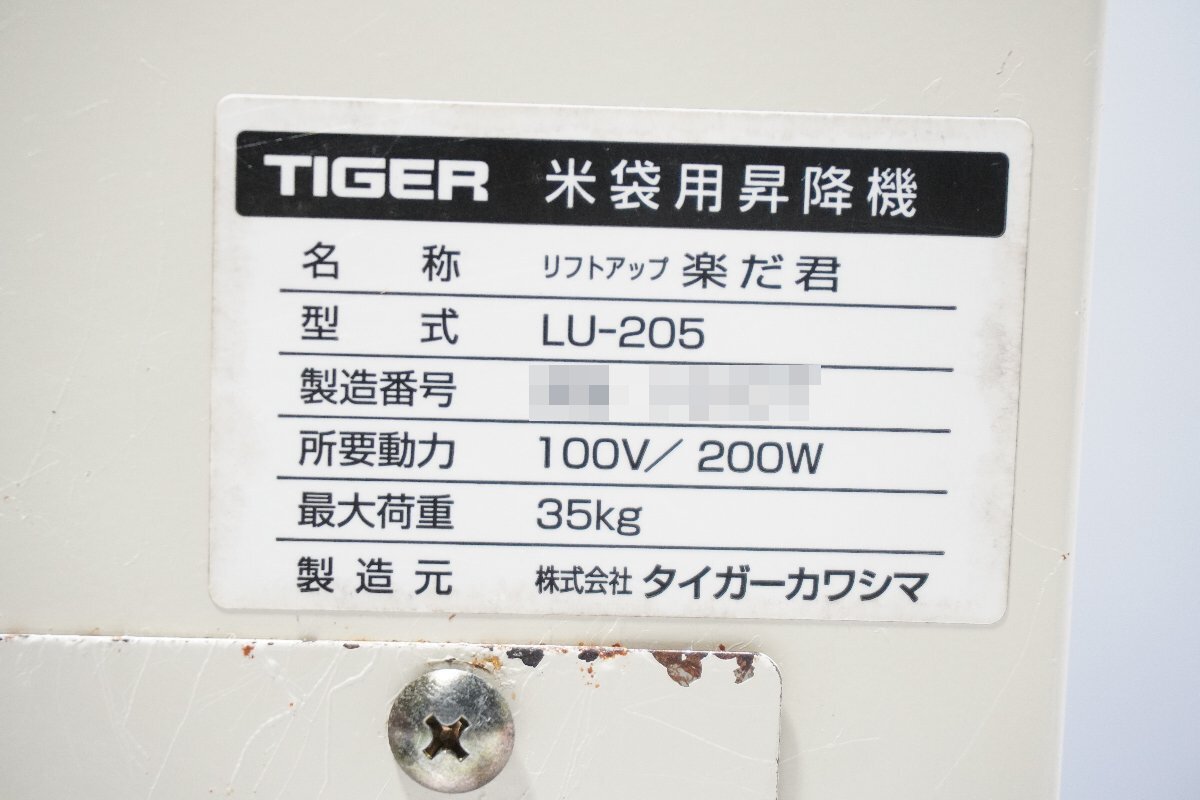 TIGER 米袋用昇降機
名称 リフトアップ 楽だ君
型式 LU-205
製造番号
所要動力 100V/200W
最大荷重 35kg
製造元 株式会社 タイガーカワシマ